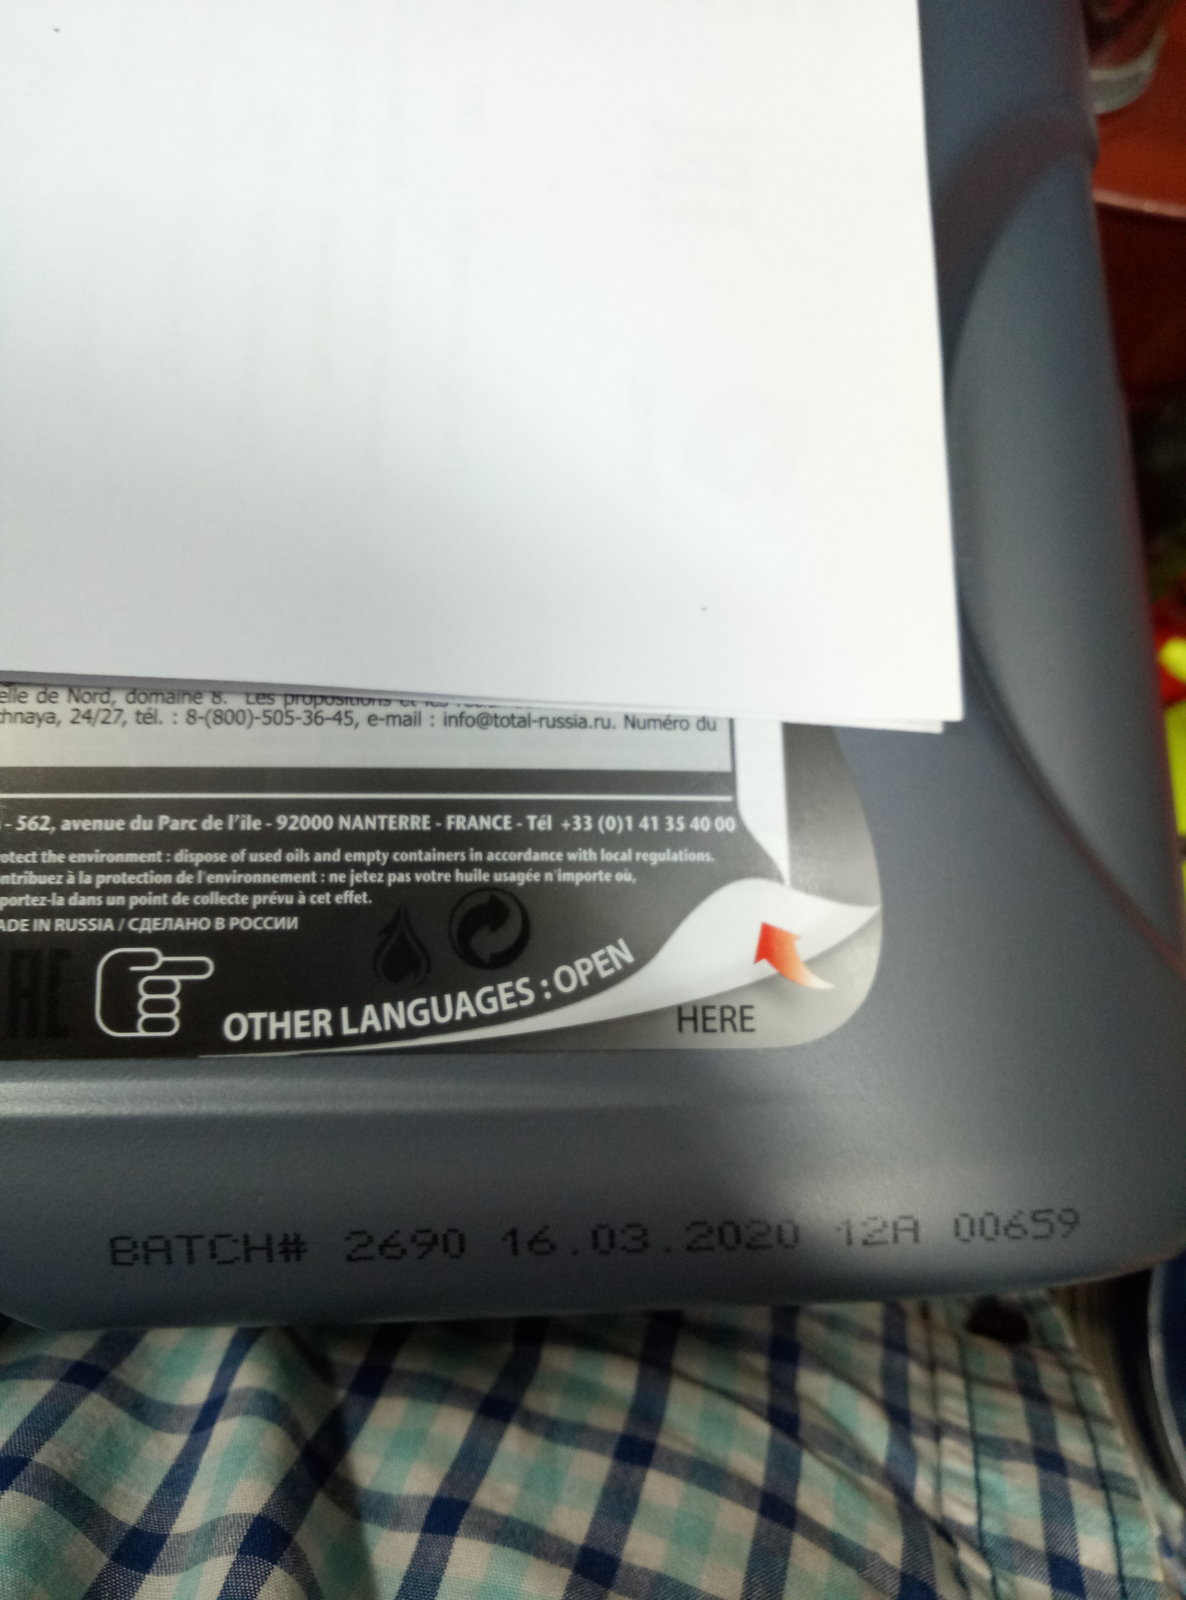 elle de Nord, domaine 8. Les propositions et les
hnaya, 24/27, tél. : 8-(800)-505-36-45, e-mail : info@total-russia.ru. Numéro du
- 562, avenue du Parc de l'ile - 92000 NANTERRE - FRANCE - Tél +33 (0)1 41 35 40 00
otect the environment : dispose of used oils and empty containers in accordance with local regulations.
ntribuez à la protection de l'environnement : ne jetez pas votre huile usagée n'importe où,
portez-la dans un point de collecte prévu à cet effet.
ADE IN RUSSIA / СДЕЛАНО В РОССИИ
EAC
OTHER LANGUAGES : OPEN
HERE
BATCH# 2690 16.03.2020 12A 00659